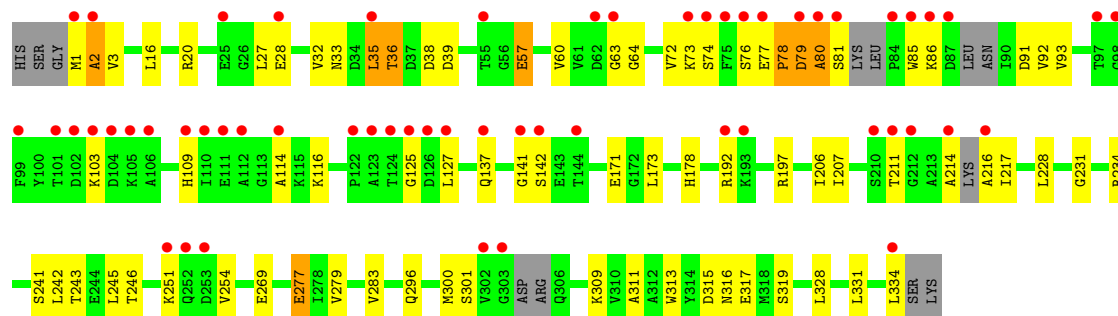 HIS SER GLY M1 A2 V3 L16 R20 E25 G26 L27 E28 V32 N33 D34 L35 T36 D37 D38 D39 T55 G56 E57 V60 V61 D62 G63 G64 V72 K73 S74 F75 S76 E77 P78 D79 A80 S81 LYS LEU P84 W85 K86 D87 LEU ASN I90 D91 V92 V93 T97 G98
F99 Y100 T101 D102 K103 D104 K105 A106 H109 I110 E111 A112 G113 A114 K115 K116 P122 A123 T124 G125 D126 L127 Q137 G141 S142 E143 T144 E171 G172 L173 H178 R192 K193 R197 I206 I207 S210 T211 G212 A213 A214 LYS A216 I217 L228 G231
S241 L242 T243 E244 L245 T246 K251 Q252 D253 V254 E269 E277 I278 V279 V283 Q296 M300 S301 V302 G303 ASP ARG Q306 K309 V310 A311 A312 W313 Y314 D315 N316 E317 M318 S319 L328 L331 L334 SER LYS